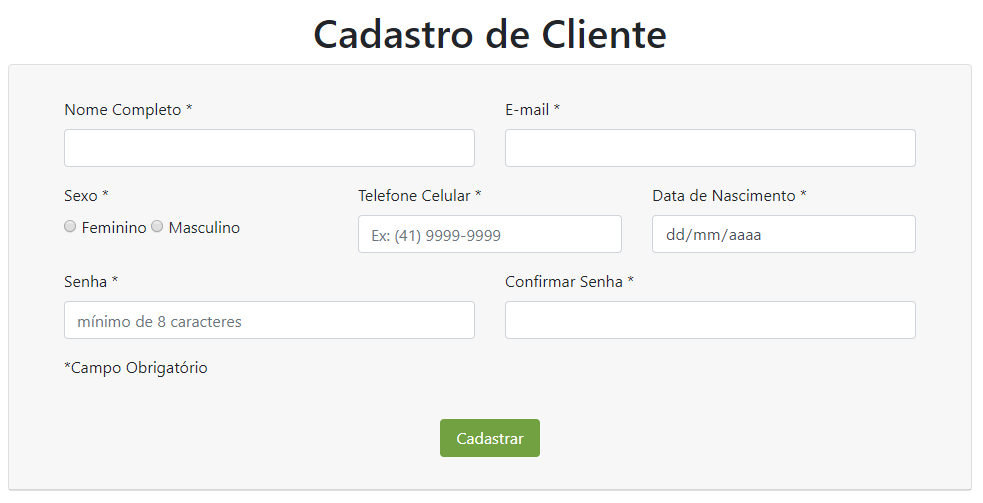 Cadastro de Cliente
Nome Completo * E-mail *
Sexo * Telefone Celular * Data de Nascimento *
Feminino Masculino Ex: (41) 9999-9999 dd/mm/aaaa
Senha * Confirmar Senha *
mínimo de 8 caracteres
*Campo Obrigatório
Cadastrar